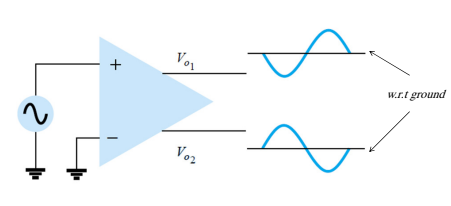 V_{o_1}
+
w.r.t ground
−
V_{o_2}